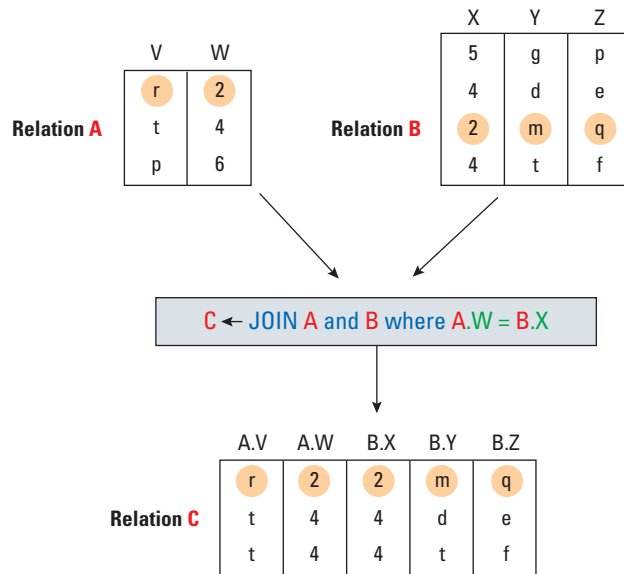 X Y Z
V W
5 g p
r 2
4 d e
Relation A
t 4
Relation B
2 m q
p 6
4 t f
C ← JOIN A and B where A.W = B.X
A.V A.W B.X B.Y B.Z
r 2 2 m q
Relation C
t 4 4 d e
t 4 4 t f